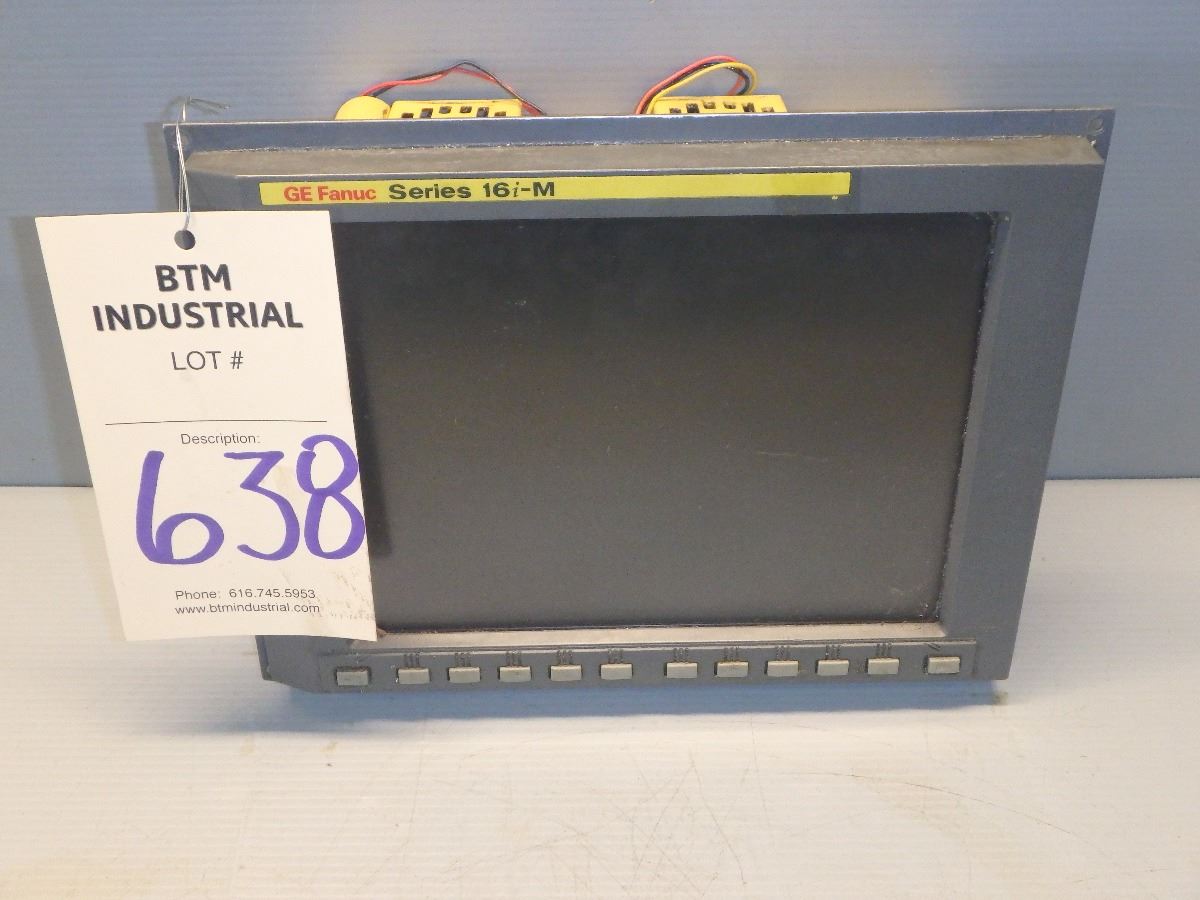 GE Fanuc Series 16i-M
BTM
INDUSTRIAL
LOT #
Description:
638
Phone: 616.745.5953
www.btmindustrial.com